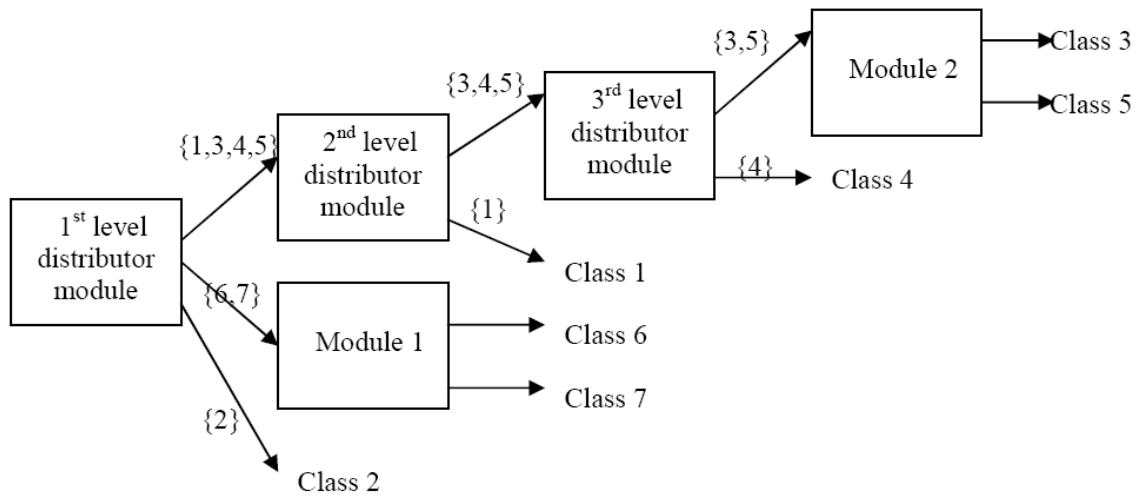 {3,5}
Module 2
Class 3
Class 5
{3,4,5}
3rd level
distributor
module
{4}
Class 4
{1,3,4,5}
2nd level
distributor
module
{1}
Class 1
1st level
distributor
module
{6,7}
Module 1
Class 6
Class 7
{2}
Class 2